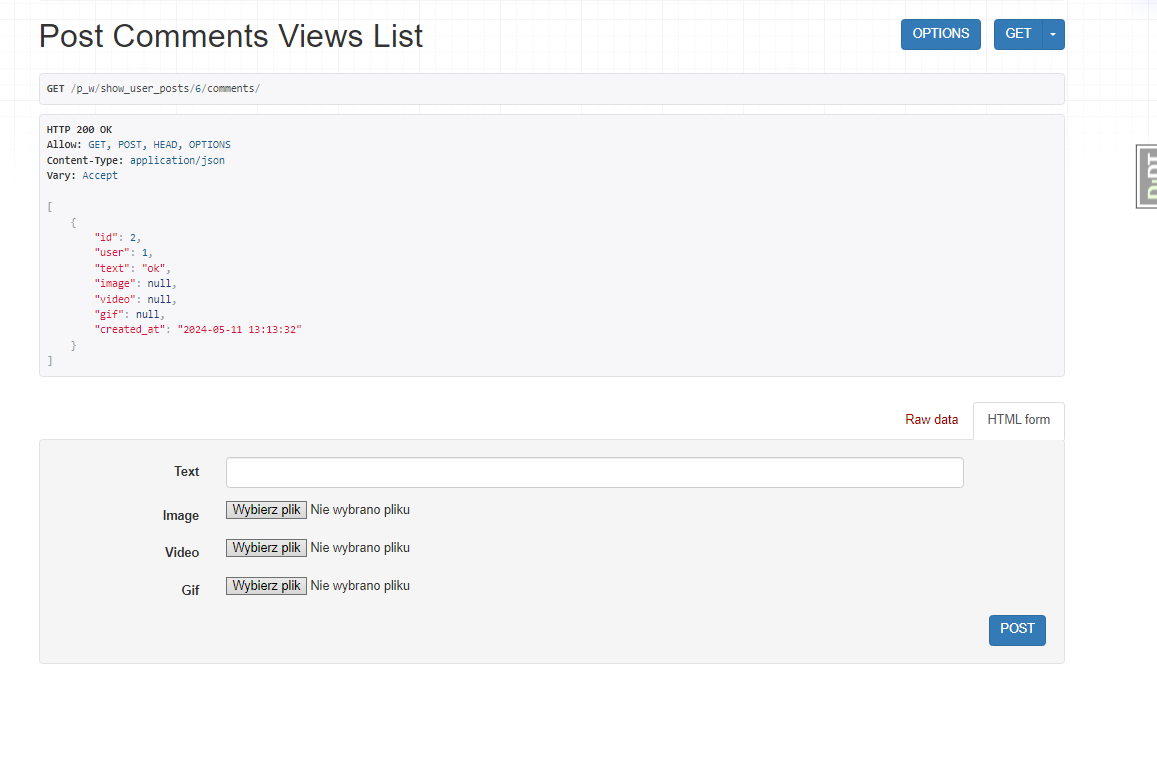 Post Comments Views List
OPTIONS
GET
GET /p_w/show_user_posts/6/comments/
HTTP 200 OK
Allow: GET, POST, HEAD, OPTIONS
Content-Type: application/json
Vary: Accept
[
{
"id": 2,
"user": 1,
"text": "ok",
"image": null,
"video": null,
"gif": null,
"created_at": "2024-05-11 13:13:32"
}
]
DjDT
Raw data
HTML form
Text
Image Wybierz plik Nie wybrano pliku
Video Wybierz plik Nie wybrano pliku
Gif Wybierz plik Nie wybrano pliku
POST